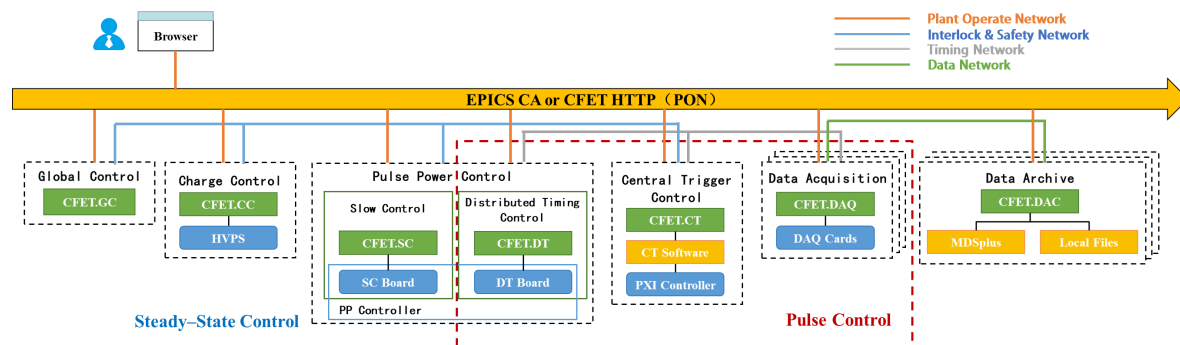 Plant Operate Network
Interlock & Safety Network
Timing Network
Data Network
Browser
EPICS CA or CFET HTTP（PON）
Global Control
CFET.GC
Charge Control
CFET.CC
HVPS
Pulse Power Control
Slow Control
CFET.SC
SC Board
Distributed Timing
Control
CFET.DT
DT Board
PP Controller
Central Trigger
Control
CFET.CT
CT Software
PXI Controller
Data Acquisition
CFET.DAQ
DAQ Cards
Data Archive
CFET.DAC
MDSplus
Local Files
Steady–State Control
Pulse Control